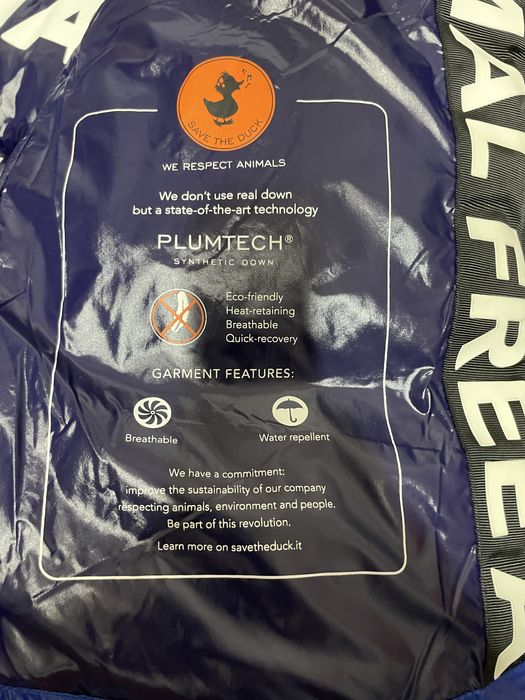 A
SAVE THE DUCK
WE RESPECT ANIMALS
We don't use real down
but a state-of-the-art technology
PLUMTECH®
SYNTHETIC DOWN
Eco-friendly
Heat-retaining
Breathable
Quick-recovery
GARMENT FEATURES:
Breathable
Water repellent
We have a commitment:
improve the sustainability of our company
respecting animals, environment and people.
Be part of this revolution.
Learn more on savetheduck.it
MAL FREE A